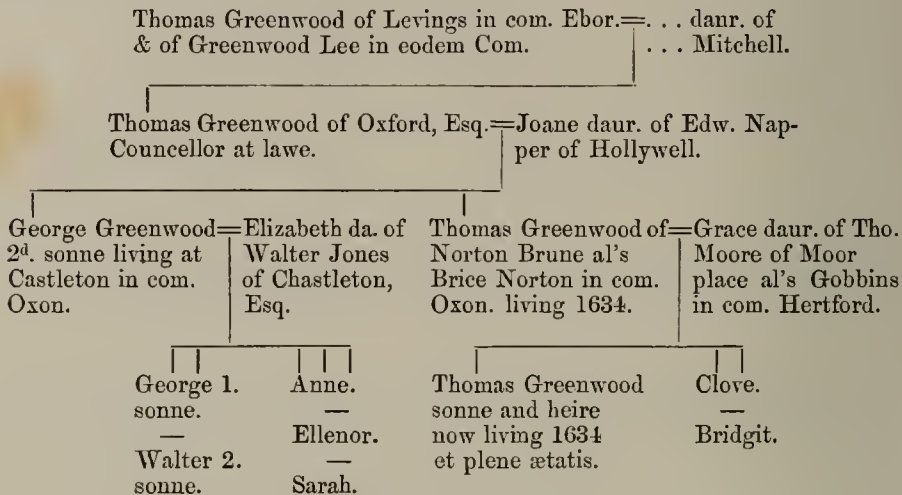 Thomas Greenwood of Levings in com. Ebor.=. . . danr. of
& of Greenwood Lee in eodem Com. . . . Mitchell.
Thomas Greenwood of Oxford, Esq.=Joane daur. of Edw. Nap-
Councellor at lawe. per of Hollywell.
George Greenwood=Elizabeth da. of
2d. sonne living at Walter Jones
Castleton in com. of Chastleton,
Oxon. Esq.
Thomas Greenwood of=Grace daur. of Tho.
Norton Brune al's Moore of Moor
Brice Norton in com. place al's Gobbins
Oxon. living 1634. in com. Hertford.
George 1.
sonne.
—
Walter 2.
sonne.
Anne.
—
Ellenor.
—
Sarah.
Thomas Greenwood
sonne and heire
now living 1634
et plene ætatis.
Clove.
—
Bridgit.